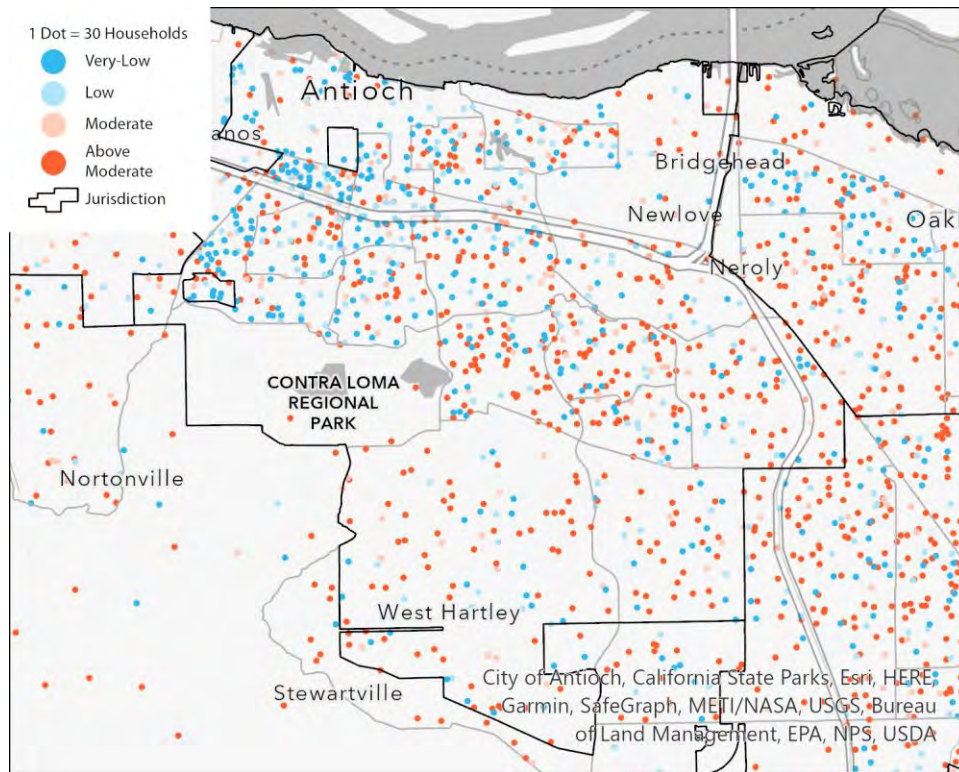 1 Dot = 30 Households
Very-Low
Low
Moderate
Above
Moderate
Jurisdiction
Antioch
anos
Bridgehead
Newlove
Oak
Neroly
CONTRA LOMA
REGIONAL
PARK
Nortonville
West Hartley
Stewartville
City of Antioch, California State Parks, Esri, HERE,
Garmin, SafeGraph, METI/NASA, USGS, Bureau
of Land Management, EPA, NPS, USDA